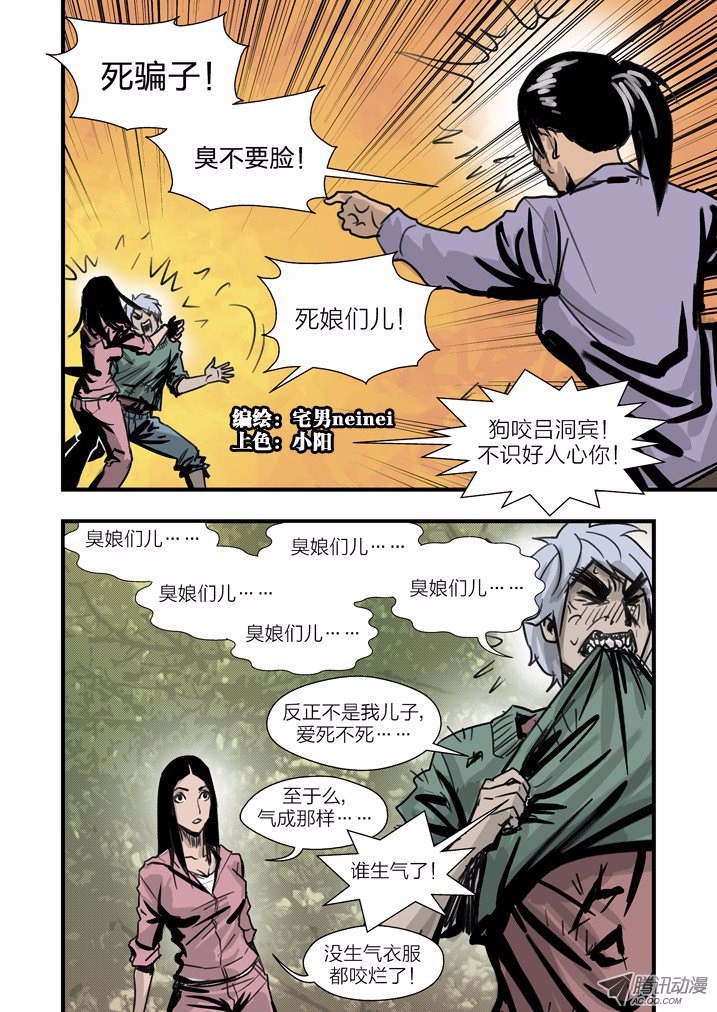 死骗子！
臭不要脸！
死娘们儿！
编绘：宅男neinei
上色：小阳
狗咬吕洞宾！
不识好人心你！
臭娘们儿……
臭娘们儿……
臭娘们儿……
臭娘们儿……
臭娘们儿……
反正不是我儿子，
爱死不死……
至于么，
气成那样……
谁生气了！
没生气衣服
都咬烂了！
腾讯动漫
AC.QQ.COM